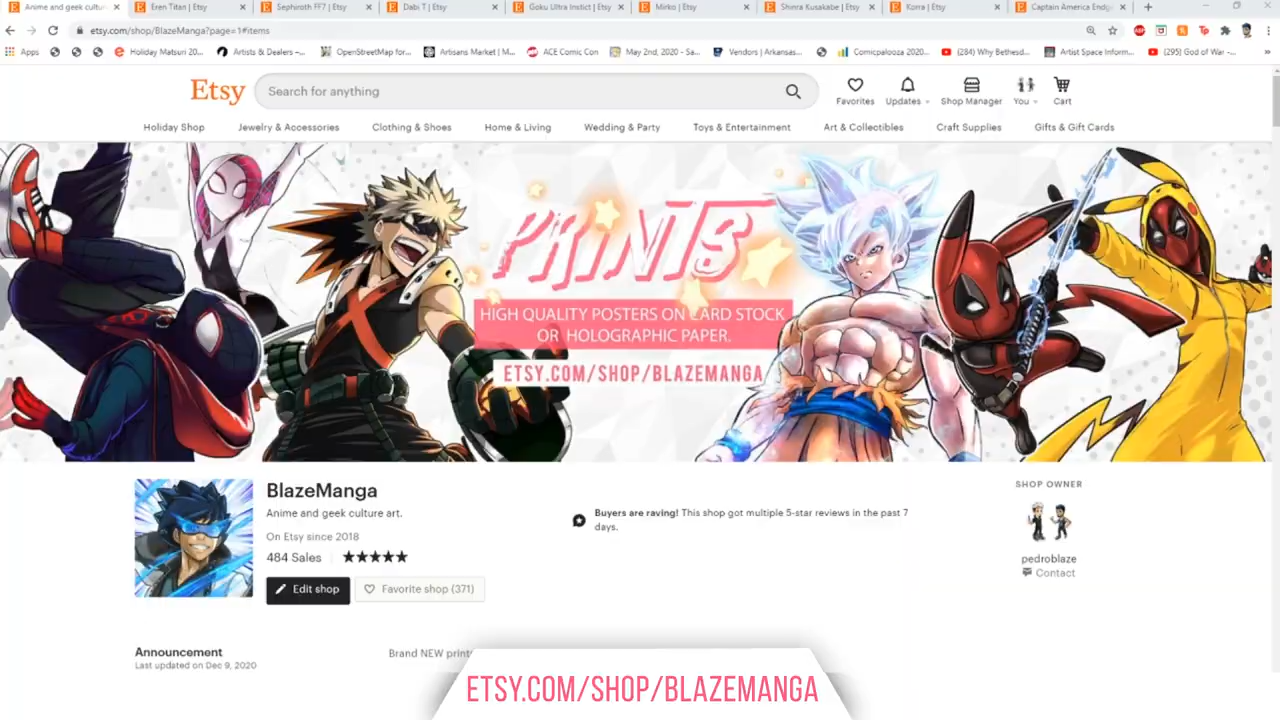 Anime and geek cultur
Eren Titan | Etsy
Sephiroth FF7 | Etsy
Dabi T | Etsy
Goku Ultra Instict | Etsy
Mirko | Etsy
Shinra Kusakabe | Etsy
Korra | Etsy
Captain America Endg
etsy.com/shop/BlazeManga?page=1#items
Apps
Holiday Matsuri 20...
Artists & Dealers –...
OpenStreetMap for...
Artisans Market | M...
ACE Comic Con
May 2nd, 2020 - Sa...
Vendors | Arkansas...
Comicpalooza 2020...
(284) Why Bethesd...
Artist Space Inform...
(295) God of War -...
Etsy
Search for anything
Favorites
Updates
Shop Manager
You
Cart
Holiday Shop
Jewelry & Accessories
Clothing & Shoes
Home & Living
Wedding & Party
Toys & Entertainment
Art & Collectibles
Craft Supplies
Gifts & Gift Cards
PRINTS
HIGH QUALITY POSTERS ON CARD STOCK
OR HOLOGRAPHIC PAPER.
ETSY.COM/SHOP/BLAZEMANGA
BlazeManga
Anime and geek culture art.
On Etsy since 2018
484 Sales
Edit shop
Favorite shop (371)
Buyers are raving! This shop got multiple 5-star reviews in the past 7
days.
SHOP OWNER
pedroblaze
Contact
Announcement
Last updated on Dec 9, 2020
Brand NEW print
ETSY.COM/SHOP/BLAZEMANGA